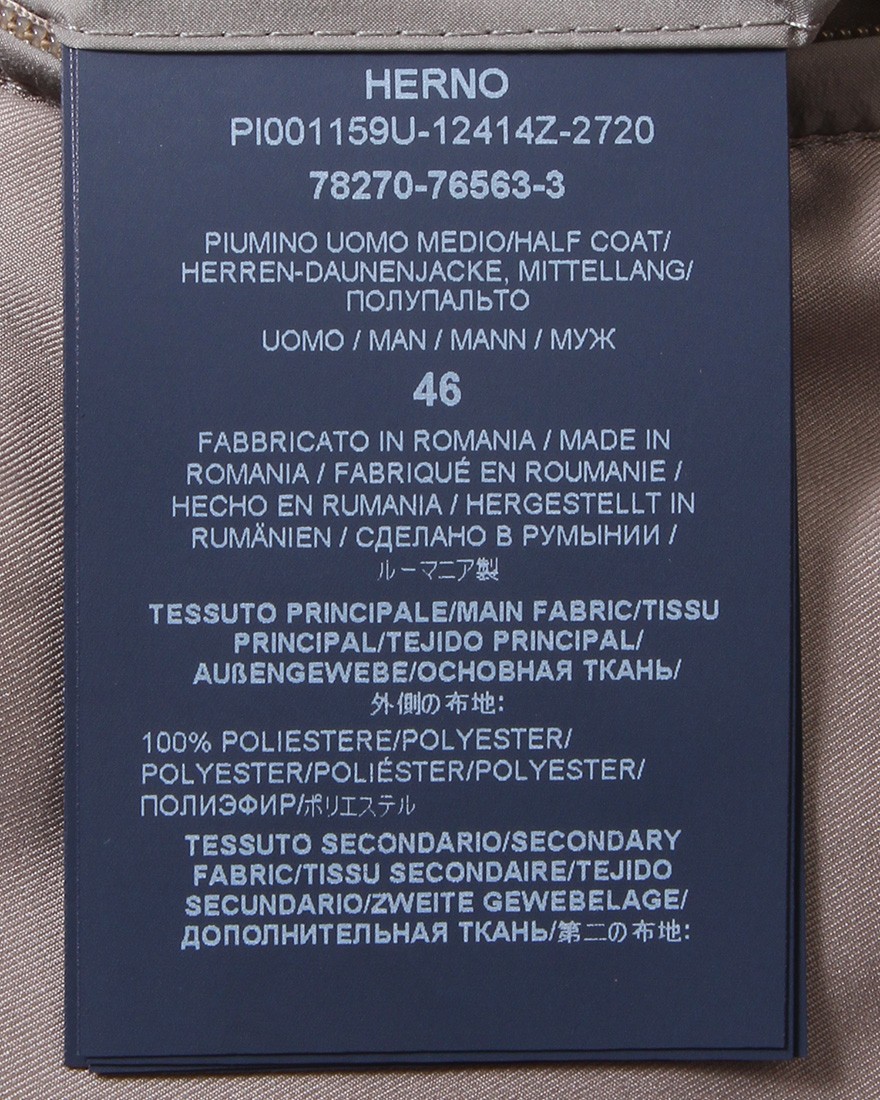 HERNO
PI001159U-12414Z-2720
78270-76563-3
PIUMINO UOMO MEDIO/HALF COAT/
HERREN-DAUNENJACKE, MITTELLANG/
ПОЛУПАЛЬТО
UOMO / MAN / MANN / МУЖ
46
FABBRICATO IN ROMANIA / MADE IN
ROMANIA / FABRIQUÉ EN ROUMANIE /
HECHO EN RUMANIA / HERGESTELLT IN
RUMÄNIEN / СДЕЛАНО В РУМЫНИИ /
ルーマニア製
TESSUTO PRINCIPALE/MAIN FABRIC/TISSU
PRINCIPAL/TEJIDO PRINCIPAL/
AUßENGEWEBE/ОСНОВНАЯ ТКАНЬ/
外側の布地:
100% POLIESTERE/POLYESTER/
POLYESTER/POLIÉSTER/POLYESTER/
ПОЛИЭФИР/ポリエステル
TESSUTO SECONDARIO/SECONDARY
FABRIC/TISSU SECONDAIRE/TEJIDO
SECUNDARIO/ZWEITE GEWEBELAGE/
ДОПОЛНИТЕЛЬНАЯ ТКАНЬ/第二の布地: